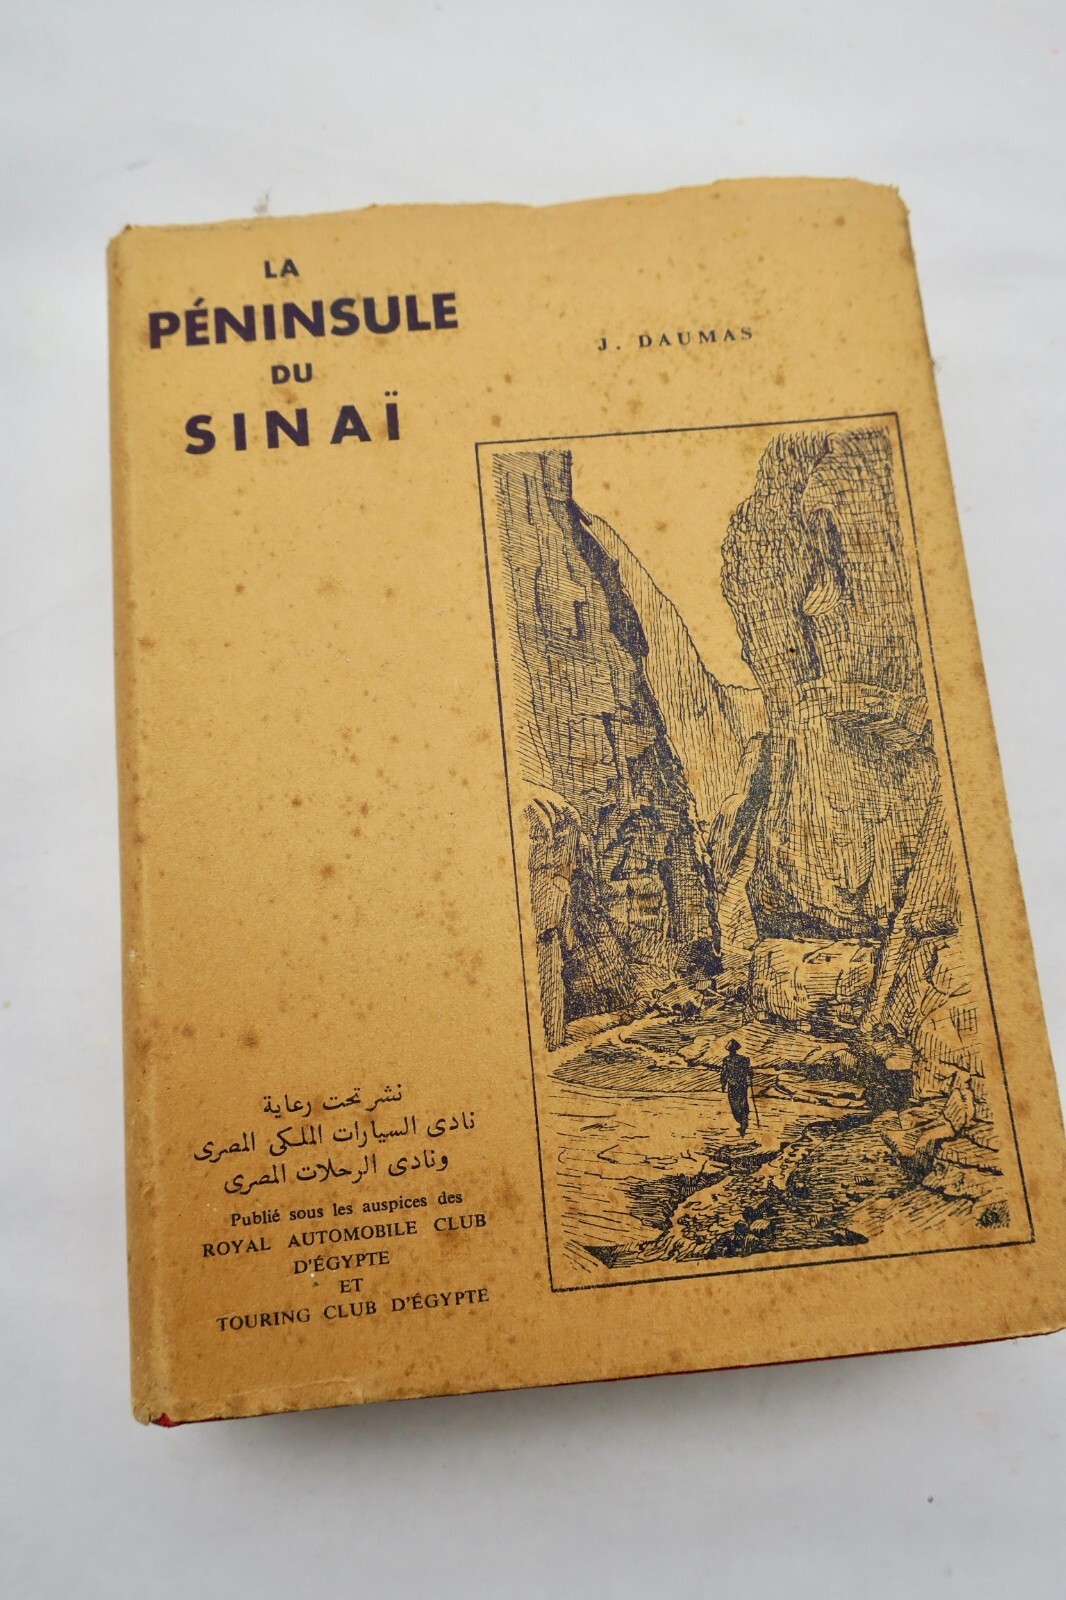 LA
PÉNINSULE
DU
SINAÏ
J. DAUMAS
نشر تحت رعاية
نادى السيارات الملكى المصرى
ونادى الرحلات المصرى
Publié sous les auspices des
ROYAL AUTOMOBILE CLUB
D'ÉGYPTE
ET
TOURING CLUB D'ÉGYPTE